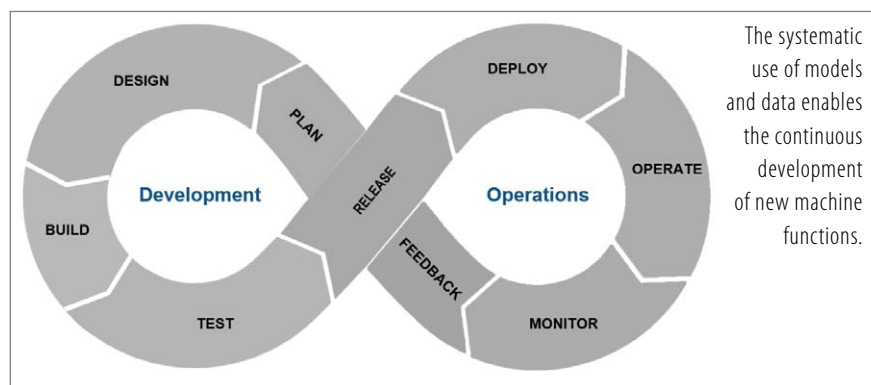 DESIGN
PLAN
Development
BUILD
TEST
RELEASE
DEPLOY
OPERATE
Operations
FEEDBACK
MONITOR
The systematic
use of models
and data enables
the continuous
development
of new machine
functions.